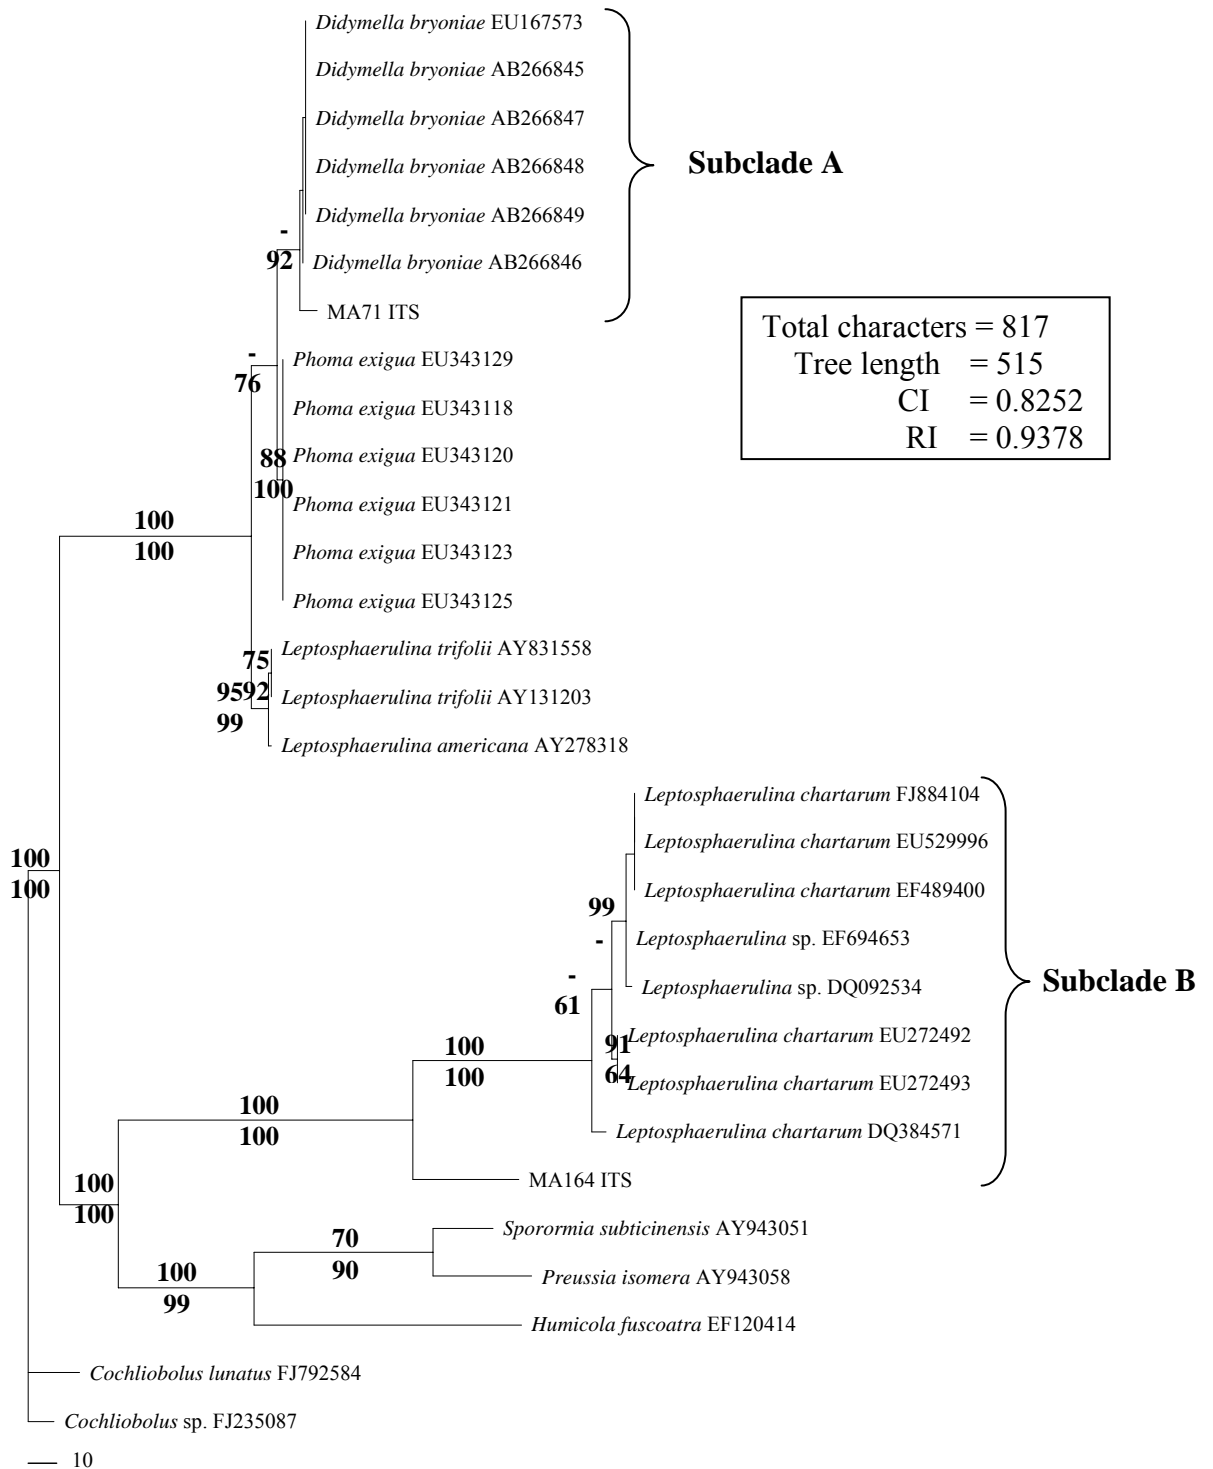 Didymella bryoniae EU167573
Didymella bryoniae AB266845
Didymella bryoniae AB266847
Didymella bryoniae AB266848
Subclade A
Didymella bryoniae AB266849
-
92
Didymella bryoniae AB266846
MA71 ITS
Total characters = 817
Tree length = 515
CI = 0.8252
RI = 0.9378
-
76
Phoma exigua EU343129
Phoma exigua EU343118
88
Phoma exigua EU343120
100
Phoma exigua EU343121
100
100
Phoma exigua EU343123
Phoma exigua EU343125
Leptosphaerulina trifolii AY831558
75
95
92
99
Leptosphaerulina trifolii AY131203
Leptosphaerulina americana AY278318
Leptosphaerulina chartarum FJ884104
Leptosphaerulina chartarum EU529996
100
100
Leptosphaerulina chartarum EF489400
99
-
Leptosphaerulina sp. EF694653
-
61
Leptosphaerulina sp. DQ092534
Subclade B
91
Leptosphaerulina chartarum EU272492
100
100
64
Leptosphaerulina chartarum EU272493
100
100
Leptosphaerulina chartarum DQ384571
MA164 ITS
100
100
Sporormia subticinensis AY943051
70
90
Preussia isomera AY943058
100
99
Humicola fuscoatra EF120414
Cochliobolus lunatus FJ792584
Cochliobolus sp. FJ235087
10